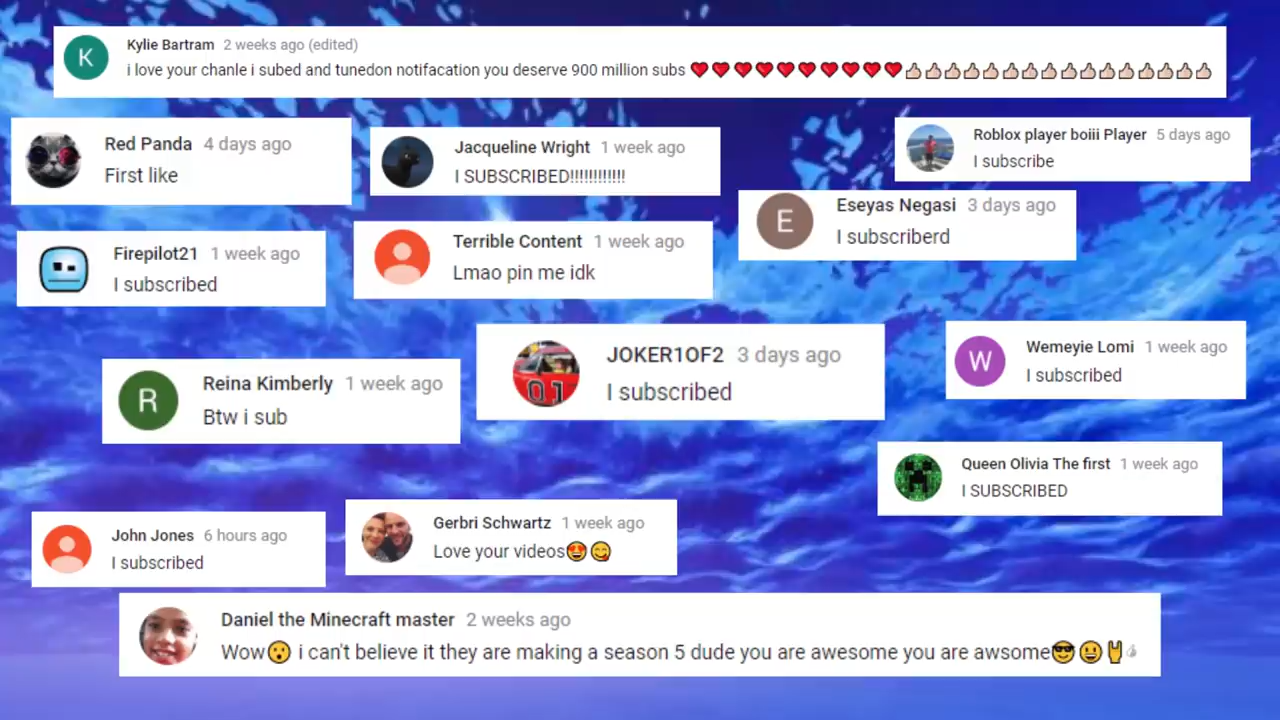 K
Kylie Bartram 2 weeks ago (edited)
i love your chanle i subed and tunedon notifacation you deserve 900 million subs ❤❤❤❤❤❤❤❤❤❤👍🏻👍🏻👍🏻👍🏻👍🏻👍🏻👍🏻👍🏻👍🏻👍🏻👍🏻👍🏻👍🏻👍🏻👍🏻
Red Panda 4 days ago
First like
Jacqueline Wright 1 week ago
I SUBSCRIBED!!!!!!!!!!!!
Roblox player boiii Player 5 days ago
I subscribe
E
Eseyas Negasi 3 days ago
I subscriberd
Firepilot21 1 week ago
I subscribed
Terrible Content 1 week ago
Lmao pin me idk
R
Reina Kimberly 1 week ago
Btw i sub
01
JOKER1OF2 3 days ago
I subscribed
W
Wemeyie Lomi 1 week ago
I subscribed
Queen Olivia The first 1 week ago
I SUBSCRIBED
John Jones 6 hours ago
I subscribed
Gerbri Schwartz 1 week ago
Love your videos😍😋
Daniel the Minecraft master 2 weeks ago
Wow😮 i can't believe it they are making a season 5 dude you are awesome you are awsome😎😀🤘